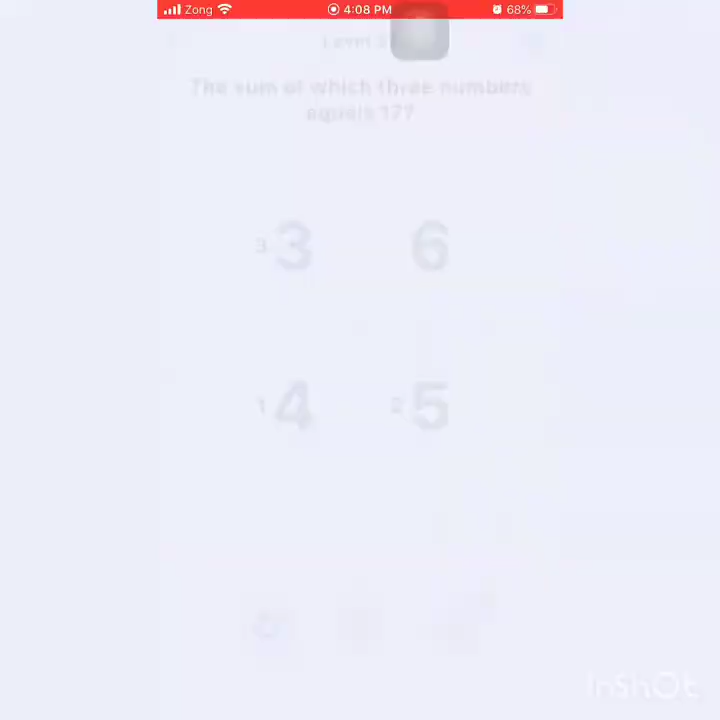 Zong 4:08 PM 68%
Level
The sum of which three numbers
equals 17?
3 3 6
1 4 2 5
InShOt